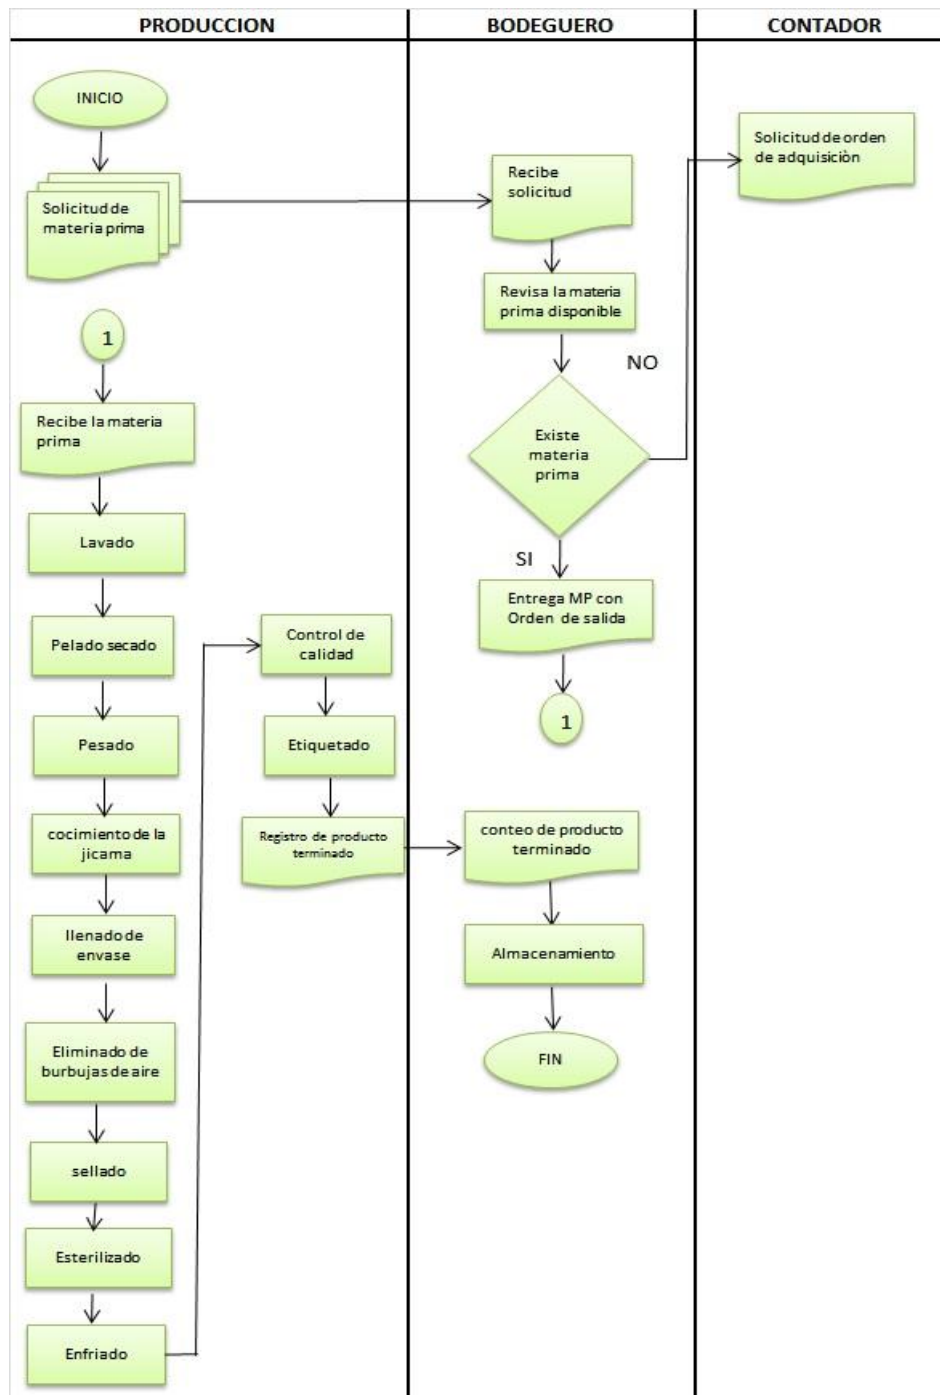 PRODUCCION
BODEGUERO
CONTADOR
INICIO
Solicitud de
materia prima
Recibe
solicitud
Solicitud de orden
de adquisiciòn
Revisa la materia
prima disponible
NO
Existe
materia
prima
SI
Entrega MP con
Orden de salida
1
1
Recibe la materia
prima
Lavado
Pelado secado
Pesado
cocimiento de la
jicama
llenado de
envase
Eliminado de
burbujas de aire
sellado
Esterilizado
Enfriado
Control de
calidad
Etiquetado
Registro de producto
terminado
conteo de producto
terminado
Almacenamiento
FIN